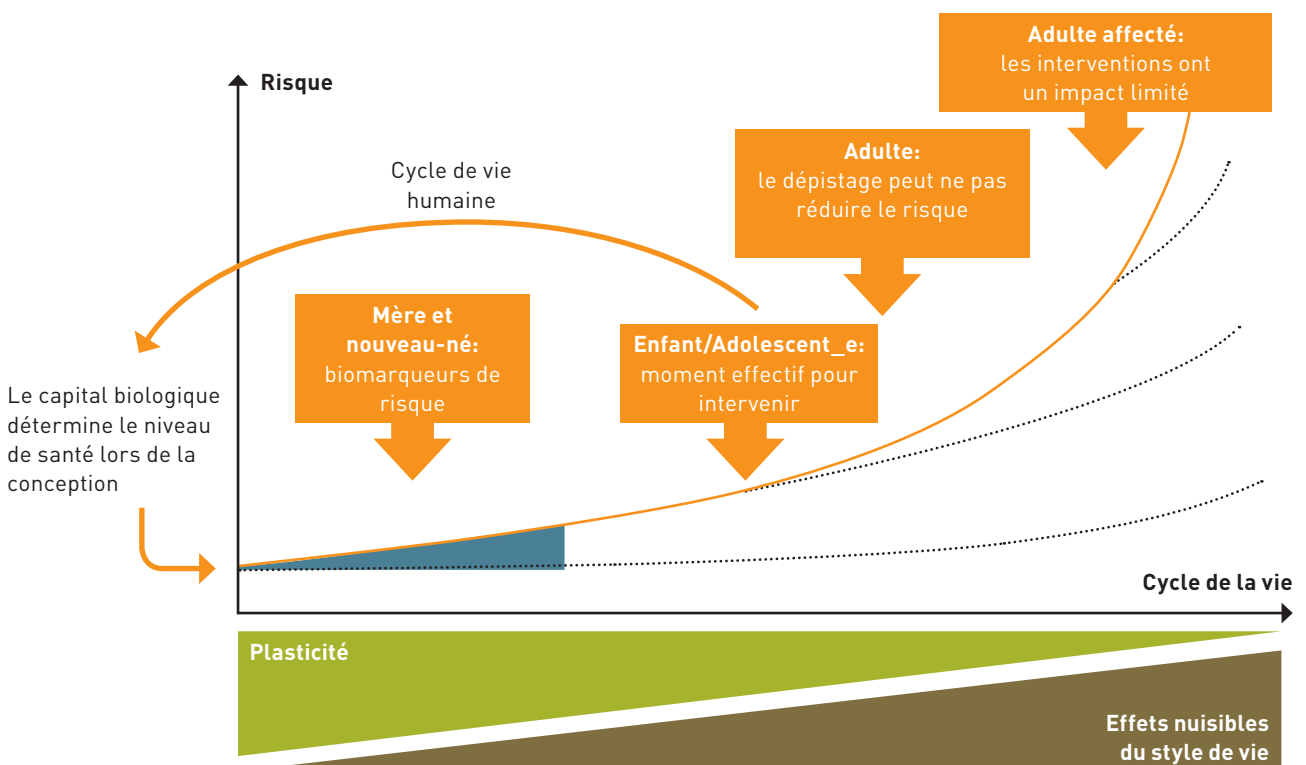 Adulte affecté:
les interventions ont
un impact limité
Risque
Adulte:
le dépistage peut ne pas
réduire le risque
Cycle de vie
humaine
Mère et
nouveau-né:
biomarqueurs de
risque
Enfant/Adolescent_e:
moment effectif pour
intervenir
Le capital biologique
détermine le niveau
de santé lors de la
conception
Cycle de la vie
Plasticité
Effets nuisibles
du style de vie